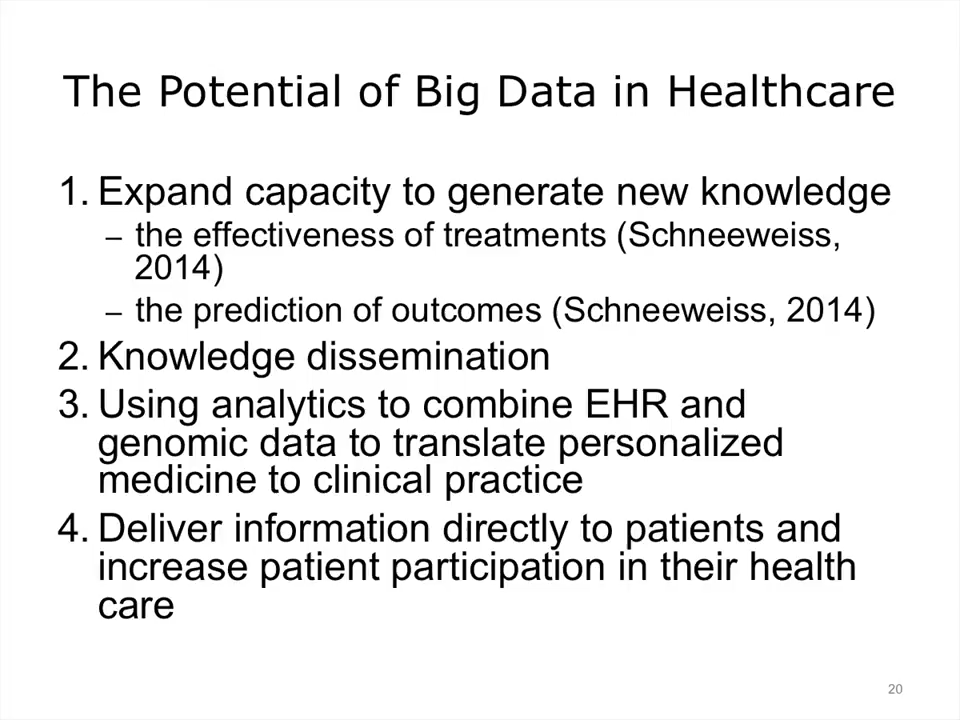 The Potential of Big Data in Healthcare
1. Expand capacity to generate new knowledge
– the effectiveness of treatments (Schneeweiss,
2014)
– the prediction of outcomes (Schneeweiss, 2014)
2. Knowledge dissemination
3. Using analytics to combine EHR and
genomic data to translate personalized
medicine to clinical practice
4. Deliver information directly to patients and
increase patient participation in their health
care
20